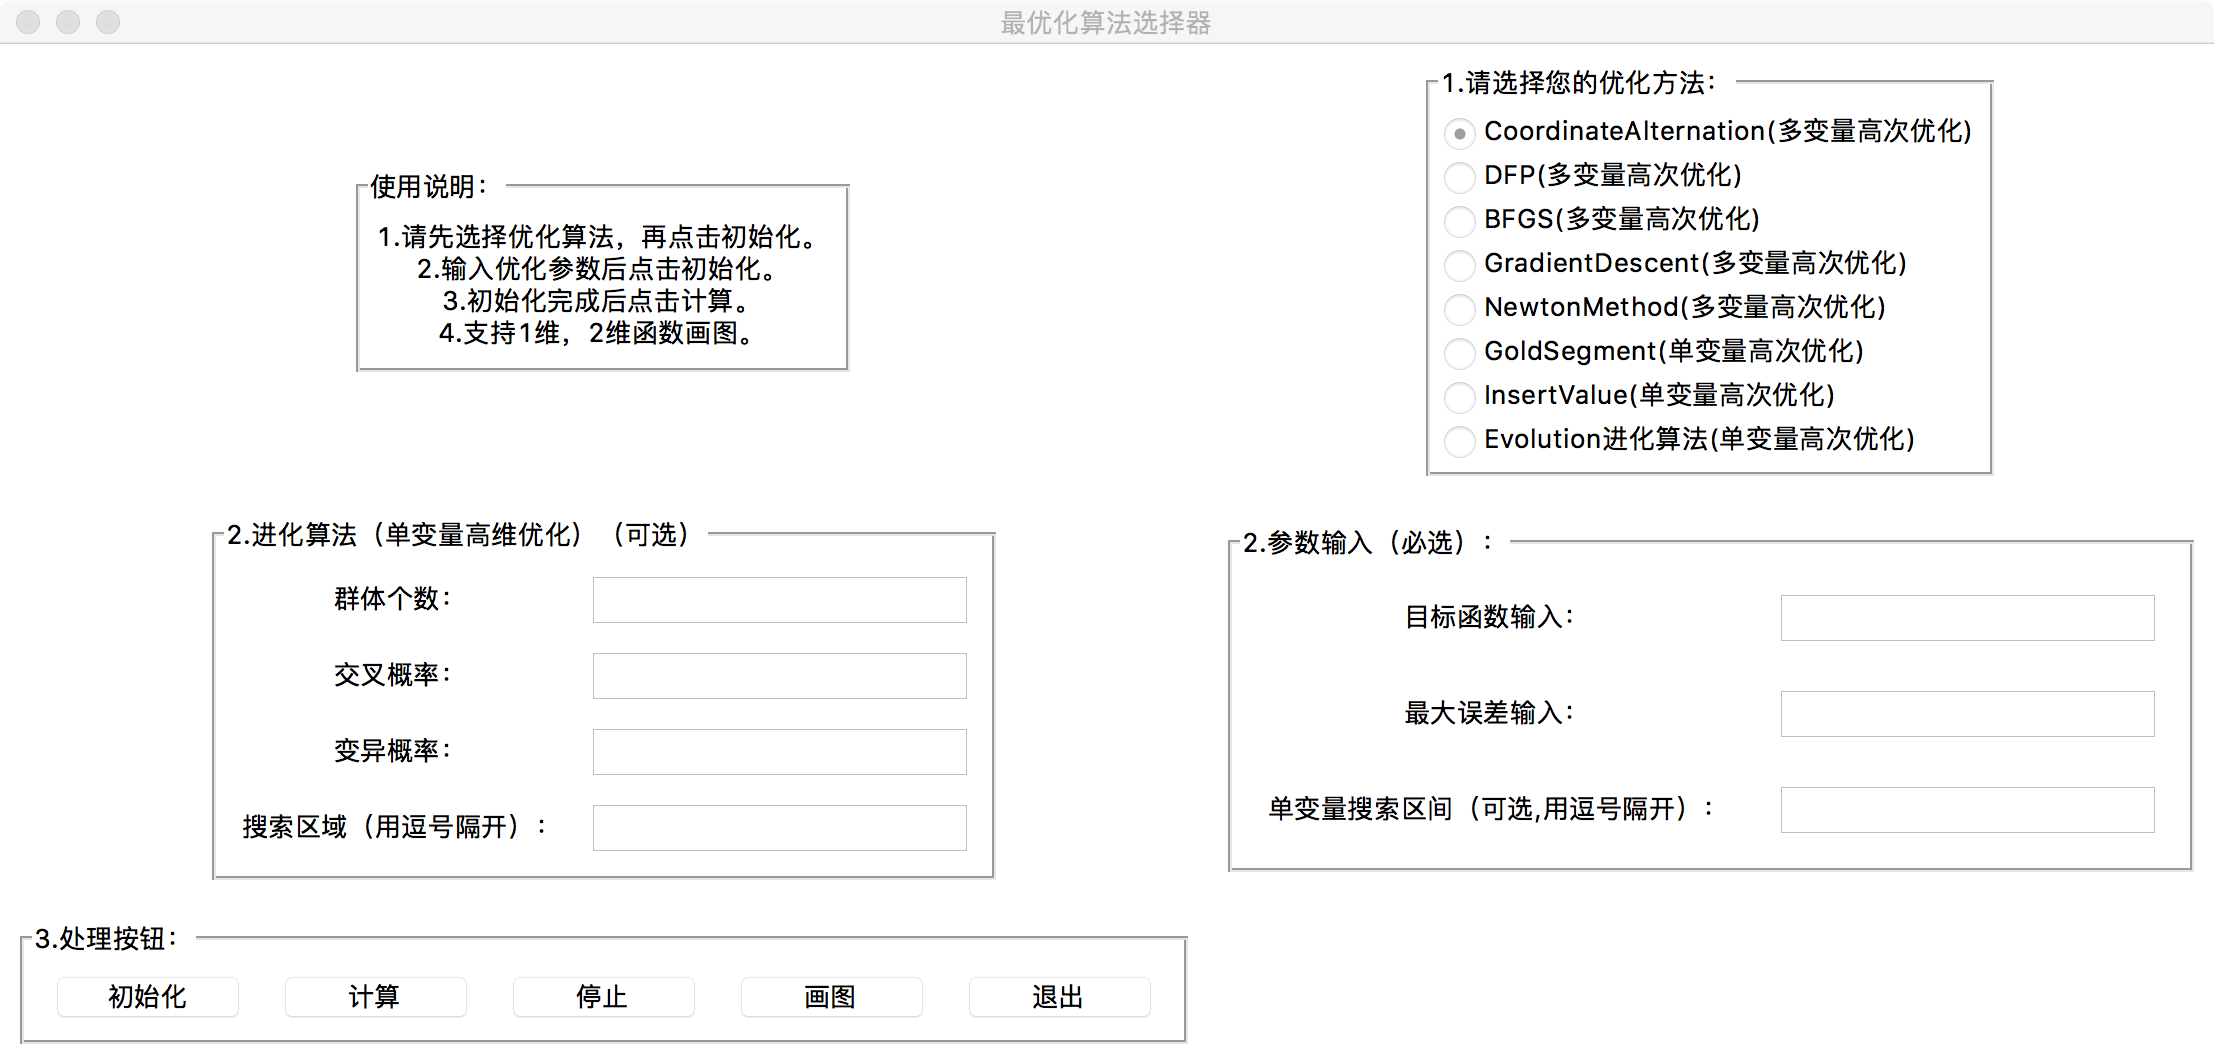 最优化算法选择器
使用说明：
1.请先选择优化算法，再点击初始化。
2.输入优化参数后点击初始化。
3.初始化完成后点击计算。
4.支持1维，2维函数画图。
1.请选择您的优化方法：
CoordinateAlternation(多变量高次优化)
DFP(多变量高次优化)
BFGS(多变量高次优化)
GradientDescent(多变量高次优化)
NewtonMethod(多变量高次优化)
GoldSegment(单变量高次优化)
InsertValue(单变量高次优化)
Evolution进化算法(单变量高次优化)
2.进化算法（单变量高维优化）（可选）
群体个数：
交叉概率：
变异概率：
搜索区域（用逗号隔开）：
2.参数输入（必选）：
目标函数输入：
最大误差输入：
单变量搜索区间（可选,用逗号隔开）：
3.处理按钮：
初始化 计算 停止 画图 退出